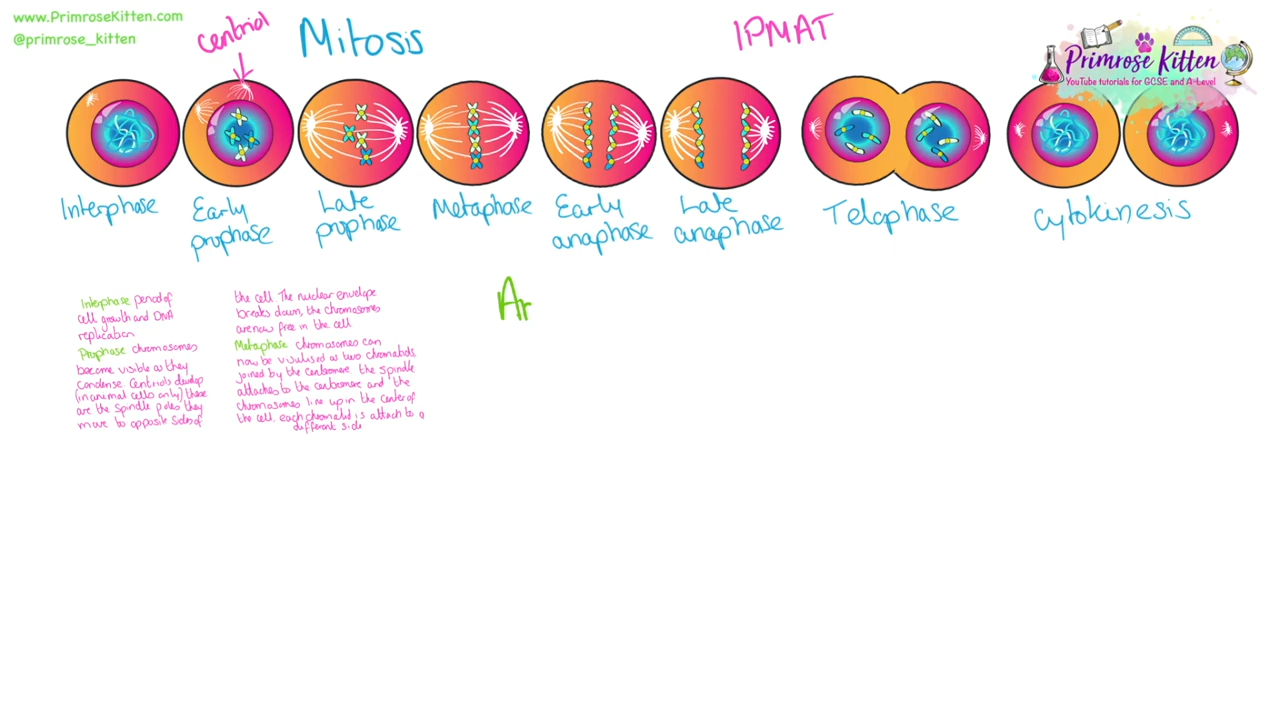 www.PrimroseKitten.com
@primrose_kitten
Centriol
Mitosis
IPMAT
Primrose Kitten
YouTube tutorials for GCSE and A-Level
Interphase
Early
prophase
Late
prophase
Metaphase
Early
anaphase
Late
anaphase
Telophase
Cytokinesis
Interphase period of
cell growth and DNA
replication
Prophase chromosomes
become visible as they
condense Centriols develop
(in animal cells only) these
are the spindle poles they
move to opposite sides of
the cell. The nuclear envelope
breaks down, the chromosomes
are now free in the cell
Metaphase chromosomes can
now be visulised as two chromatids,
joined by the centromere the spindle
attaches to the centromere and the
chromosomes line up in the center of
the cell, each chromatid is attach to a
different side
An